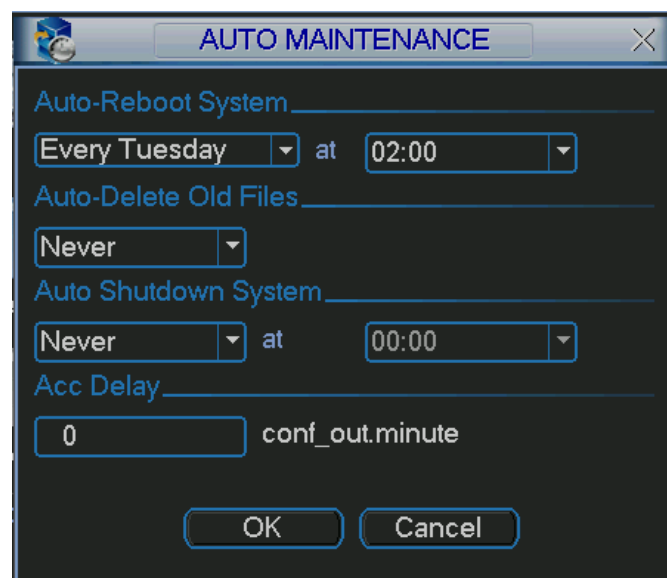 AUTO MAINTENANCE
Auto-Reboot System
Every Tuesday at 02:00
Auto-Delete Old Files
Never
Auto Shutdown System
Never at 00:00
Acc Delay
0 conf_out.minute
OK Cancel